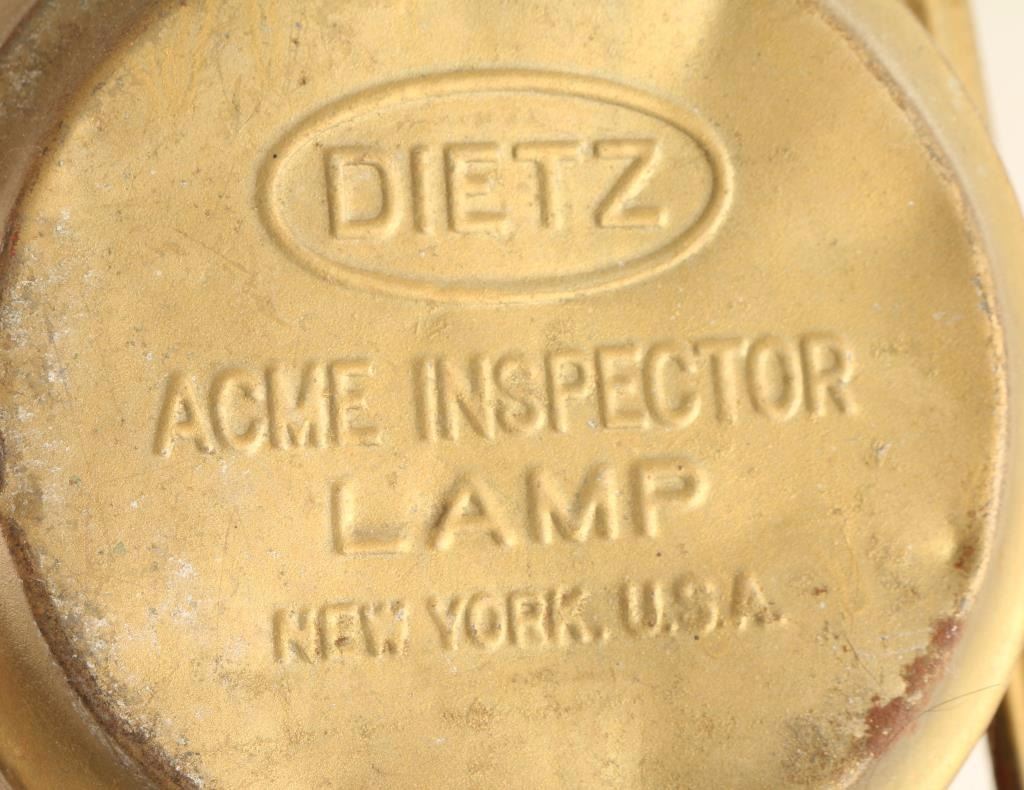 DIETZ
ACME INSPECTOR
LAMP
NEW YORK. U.S.A.